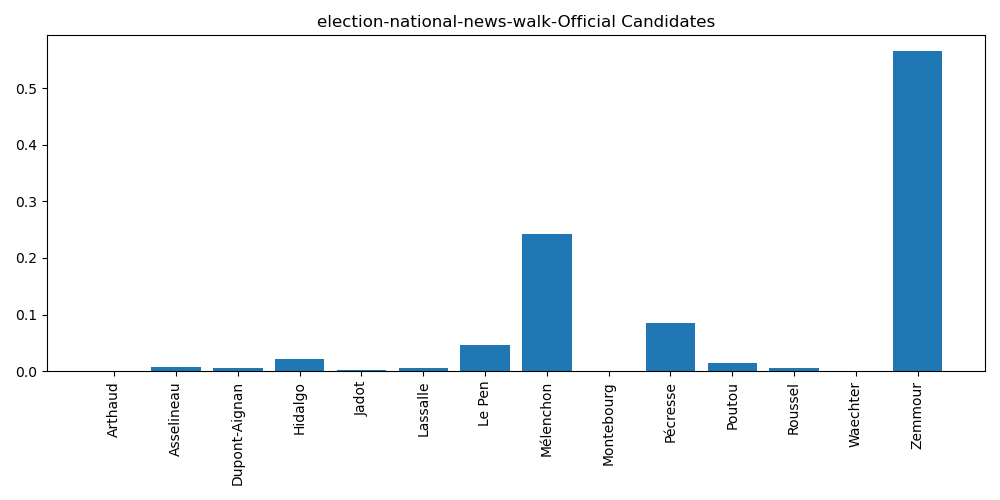 election-national-news-walk-Official Candidates
0.5
0.4
0.3
0.2
0.1
0.0
Arthaud
Asselineau
Dupont-Aignan
Hidalgo
Jadot
Lassalle
Le Pen
Mélenchon
Montebourg
Pécresse
Poutou
Roussel
Waechter
Zemmour